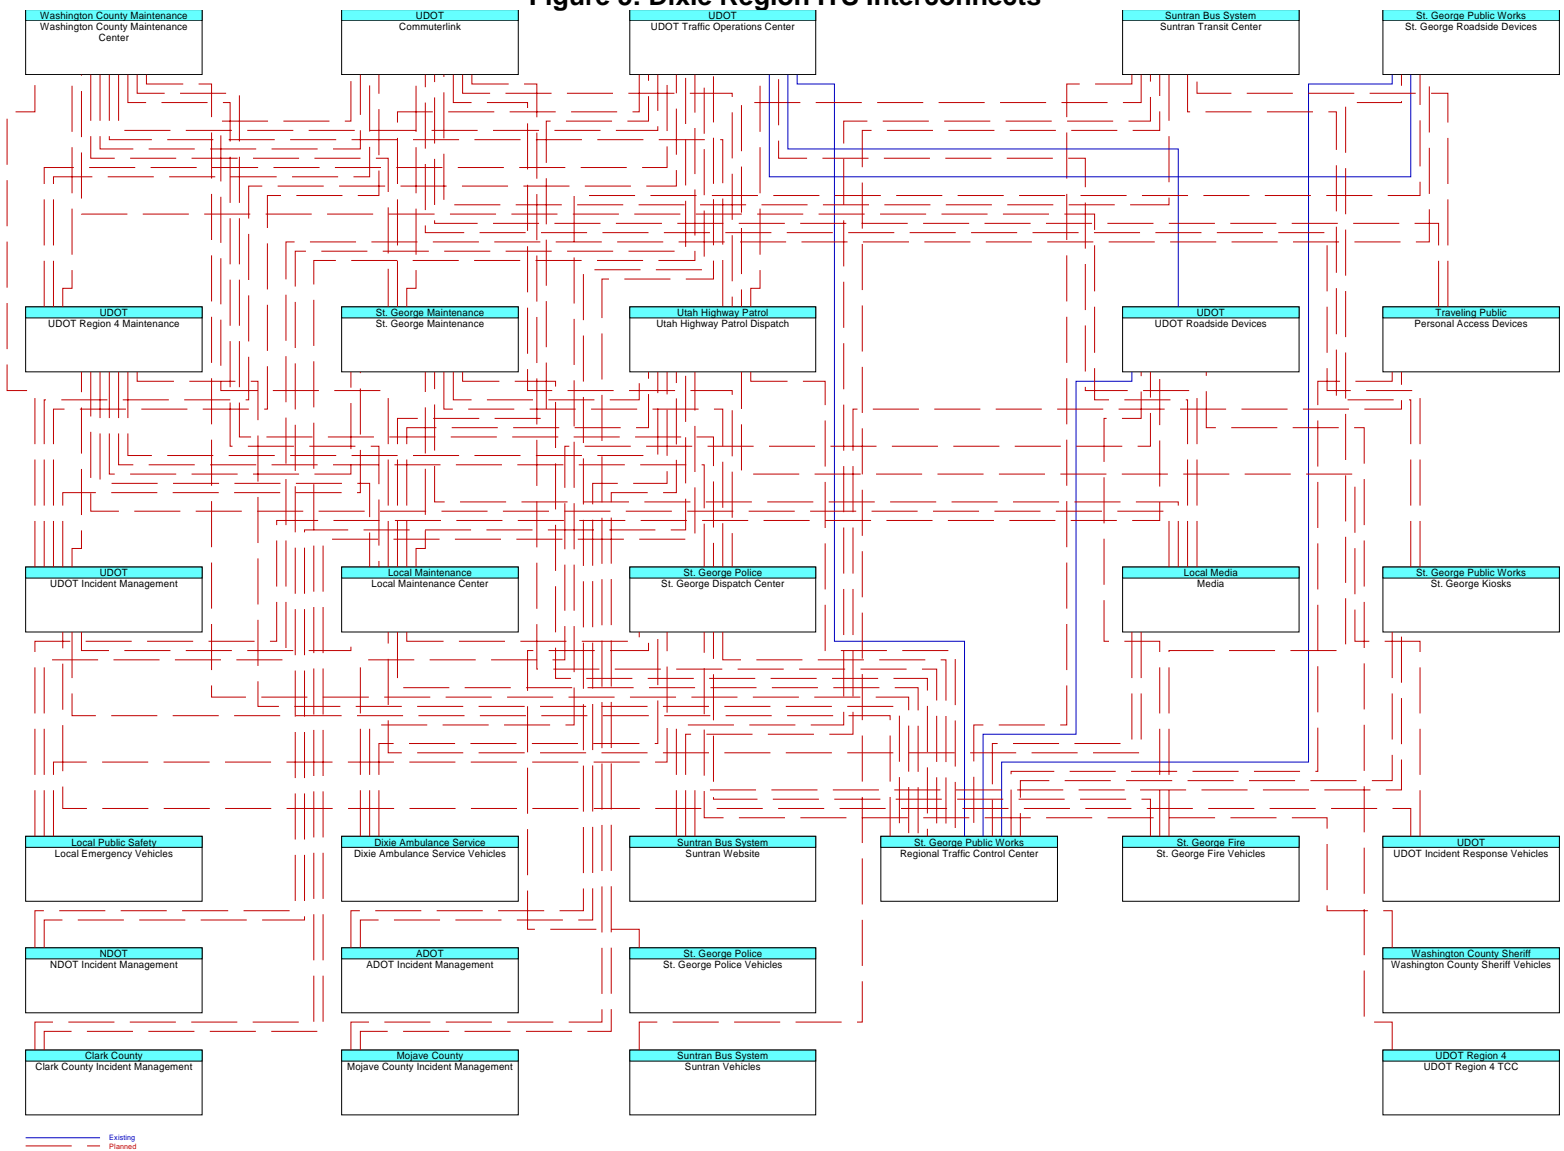 Figure 3: Dixie Region ITS Interconnects
Washington County Maintenance
Washington County Maintenance
Center
UDOT
Commuterlink
UDOT
UDOT Traffic Operations Center
Suntran Bus System
Suntran Transit Center
St. George Public Works
St. George Roadside Devices
UDOT
UDOT Region 4 Maintenance
St. George Maintenance
St. George Maintenance
Utah Highway Patrol
Utah Highway Patrol Dispatch
UDOT
UDOT Roadside Devices
Traveling Public
Personal Access Devices
UDOT
UDOT Incident Management
Local Maintenance
Local Maintenance Center
St. George Police
St. George Dispatch Center
Local Media
Media
St. George Public Works
St. George Kiosks
Local Public Safety
Local Emergency Vehicles
Dixie Ambulance Service
Dixie Ambulance Service Vehicles
Suntran Bus System
Suntran Website
St. George Public Works
Regional Traffic Control Center
St. George Fire
St. George Fire Vehicles
UDOT
UDOT Incident Response Vehicles
NDOT
NDOT Incident Management
ADOT
ADOT Incident Management
St. George Police
St. George Police Vehicles
Washington County Sheriff
Washington County Sheriff Vehicles
Clark County
Clark County Incident Management
Mojave County
Mojave County Incident Management
Suntran Bus System
Suntran Vehicles
UDOT Region 4
UDOT Region 4 TCC
Existing
Planned